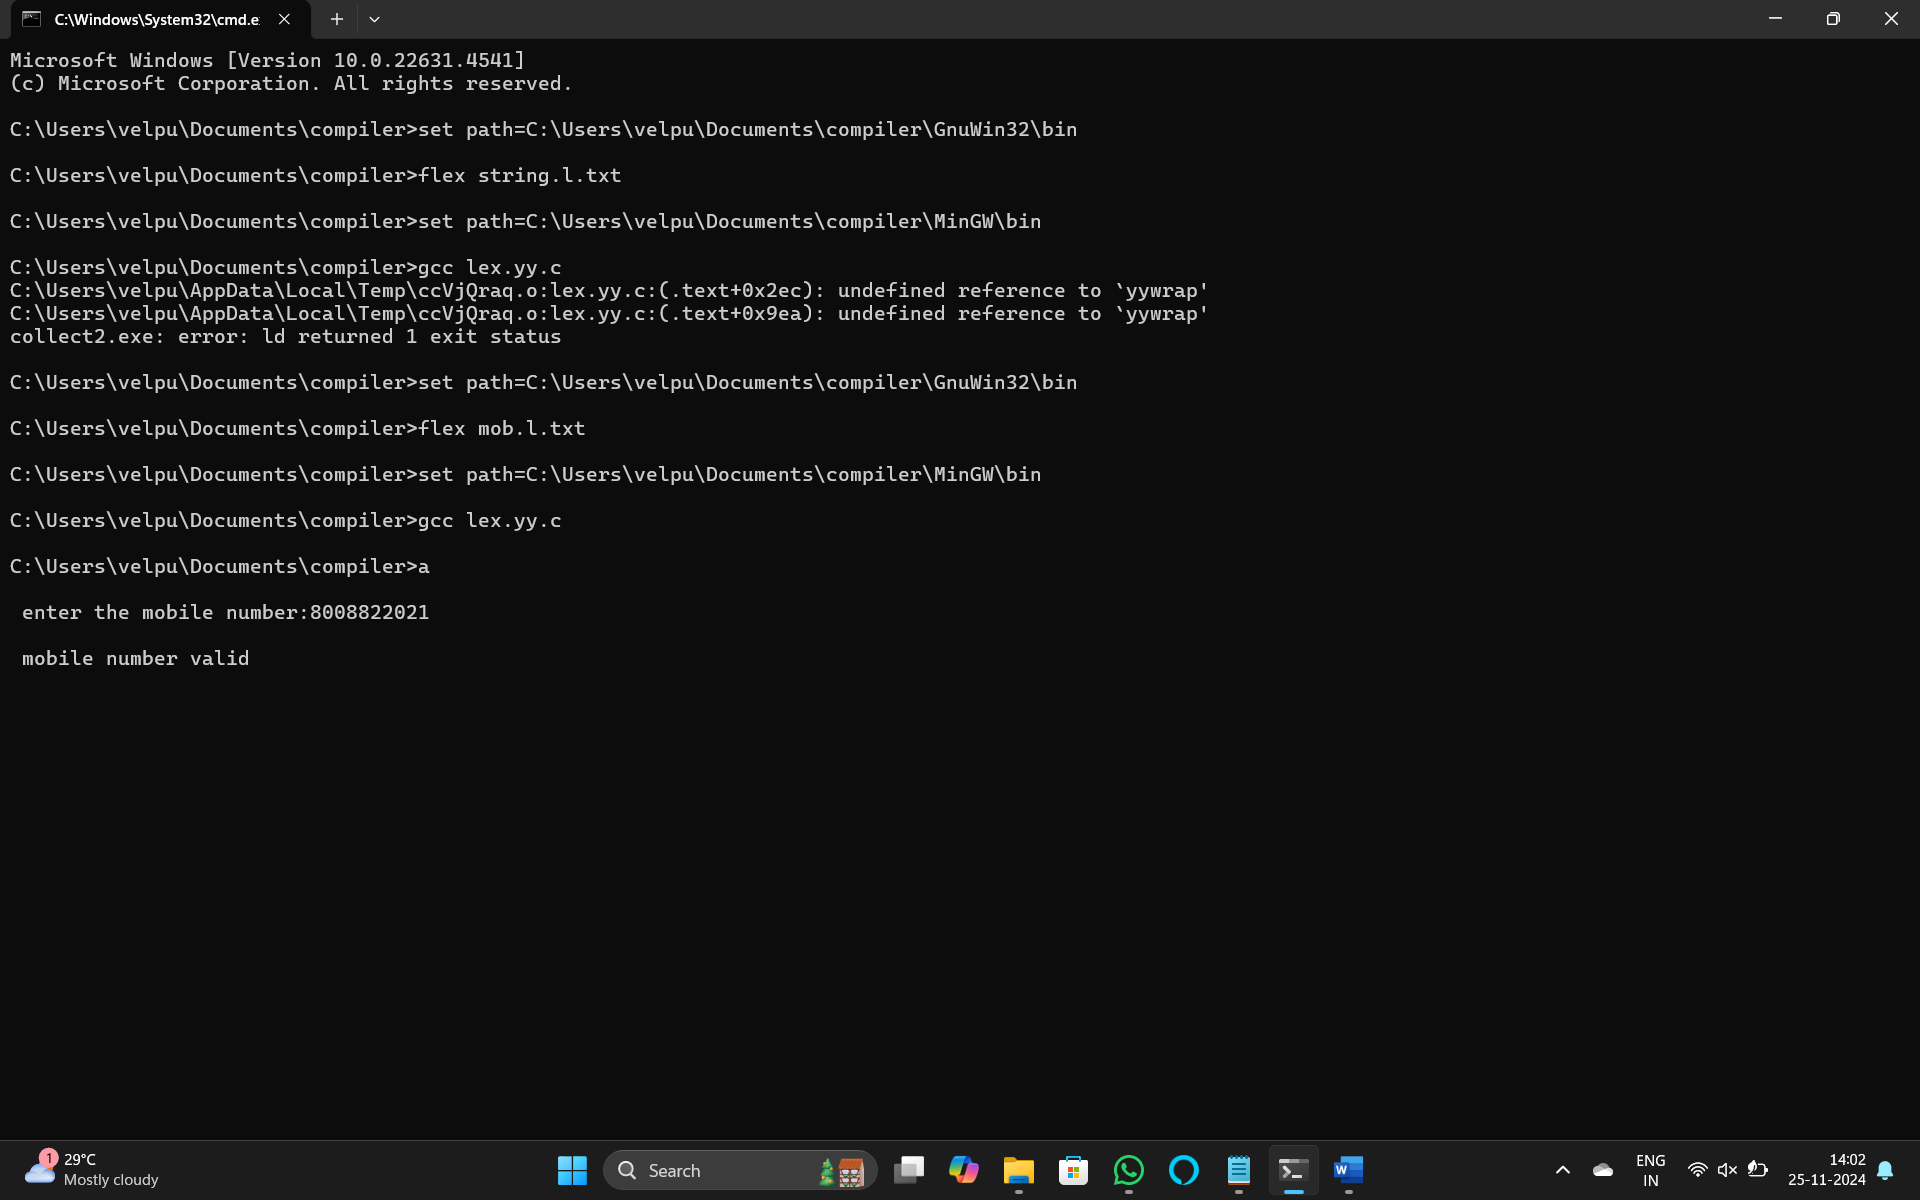 C:\Windows\System32\cmd.e
Microsoft Windows [Version 10.0.22631.4541]
(c) Microsoft Corporation. All rights reserved.
C:\Users\velpu\Documents\compiler>set path=C:\Users\velpu\Documents\compiler\GnuWin32\bin
C:\Users\velpu\Documents\compiler>flex string.l.txt
C:\Users\velpu\Documents\compiler>set path=C:\Users\velpu\Documents\compiler\MinGW\bin
C:\Users\velpu\Documents\compiler>gcc lex.yy.c
C:\Users\velpu\AppData\Local\Temp\ccVjQraq.o:lex.yy.c:(.text+0x2ec): undefined reference to `yywrap'
C:\Users\velpu\AppData\Local\Temp\ccVjQraq.o:lex.yy.c:(.text+0x9ea): undefined reference to `yywrap'
collect2.exe: error: ld returned 1 exit status
C:\Users\velpu\Documents\compiler>set path=C:\Users\velpu\Documents\compiler\GnuWin32\bin
C:\Users\velpu\Documents\compiler>flex mob.l.txt
C:\Users\velpu\Documents\compiler>set path=C:\Users\velpu\Documents\compiler\MinGW\bin
C:\Users\velpu\Documents\compiler>gcc lex.yy.c
C:\Users\velpu\Documents\compiler>a
enter the mobile number:8008822021
mobile number valid
1
29°C
Mostly cloudy
Search
W
ENG
IN
14:02
25-11-2024